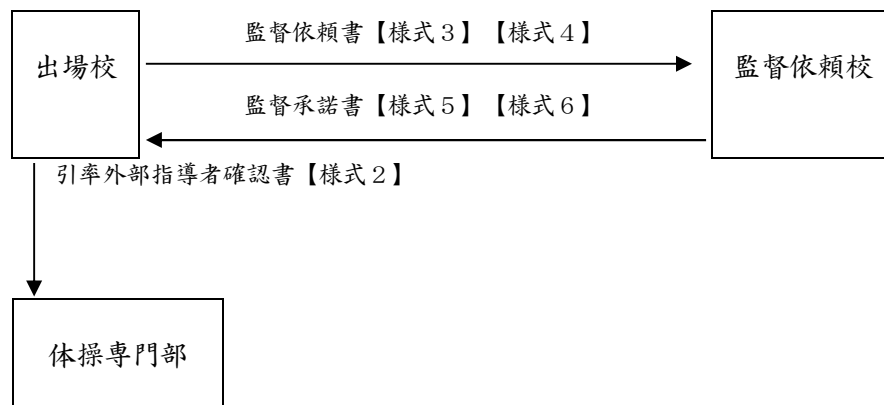 監督依頼書【様式３】【様式４】
出場校
監督依頼校
監督承諾書【様式５】【様式６】
引率外部指導者確認書【様式２】
体操専門部